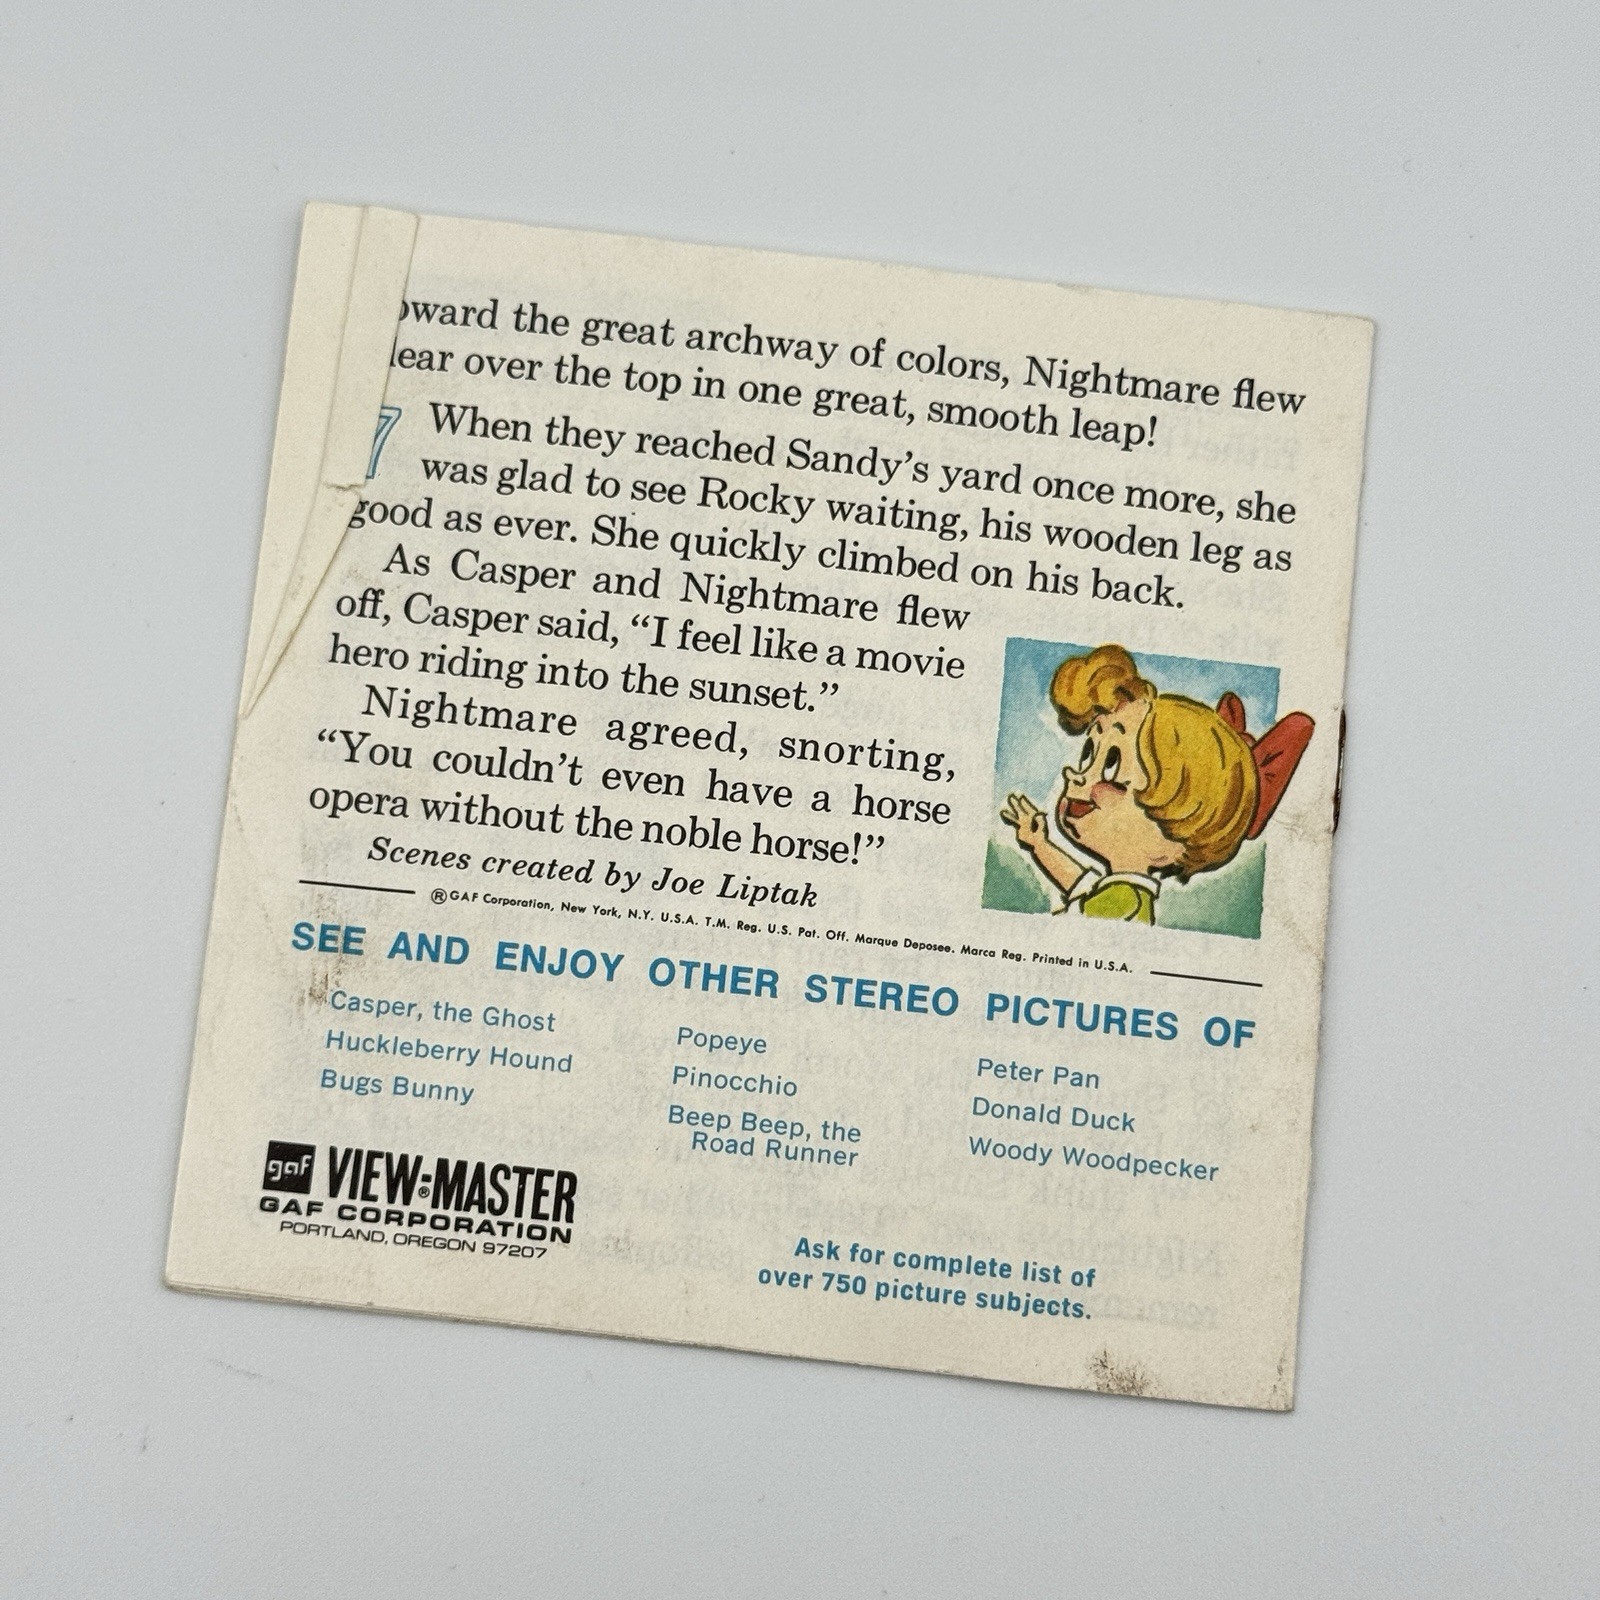 oward the great archway of colors, Nightmare flew
lear over the top in one great, smooth leap!
7 When they reached Sandy's yard once more, she
was glad to see Rocky waiting, his wooden leg as
good as ever. She quickly climbed on his back.
As Casper and Nightmare flew
off, Casper said, “I feel like a movie
hero riding into the sunset.”
Nightmare agreed, snorting,
“You couldn't even have a horse
opera without the noble horse!”
Scenes created by Joe Liptak
®GAF Corporation, New York, N.Y. U.S.A. T.M. Reg. U.S. Pat. Off. Marque Deposee. Marca Reg. Printed in U.S.A.
SEE AND ENJOY OTHER STEREO PICTURES OF
Casper, the Ghost
Huckleberry Hound
Bugs Bunny
Popeye
Pinocchio
Beep Beep, the
Road Runner
Peter Pan
Donald Duck
Woody Woodpecker
gaf VIEW-MASTER®
GAF CORPORATION
PORTLAND, OREGON 97207
Ask for complete list of
over 750 picture subjects.